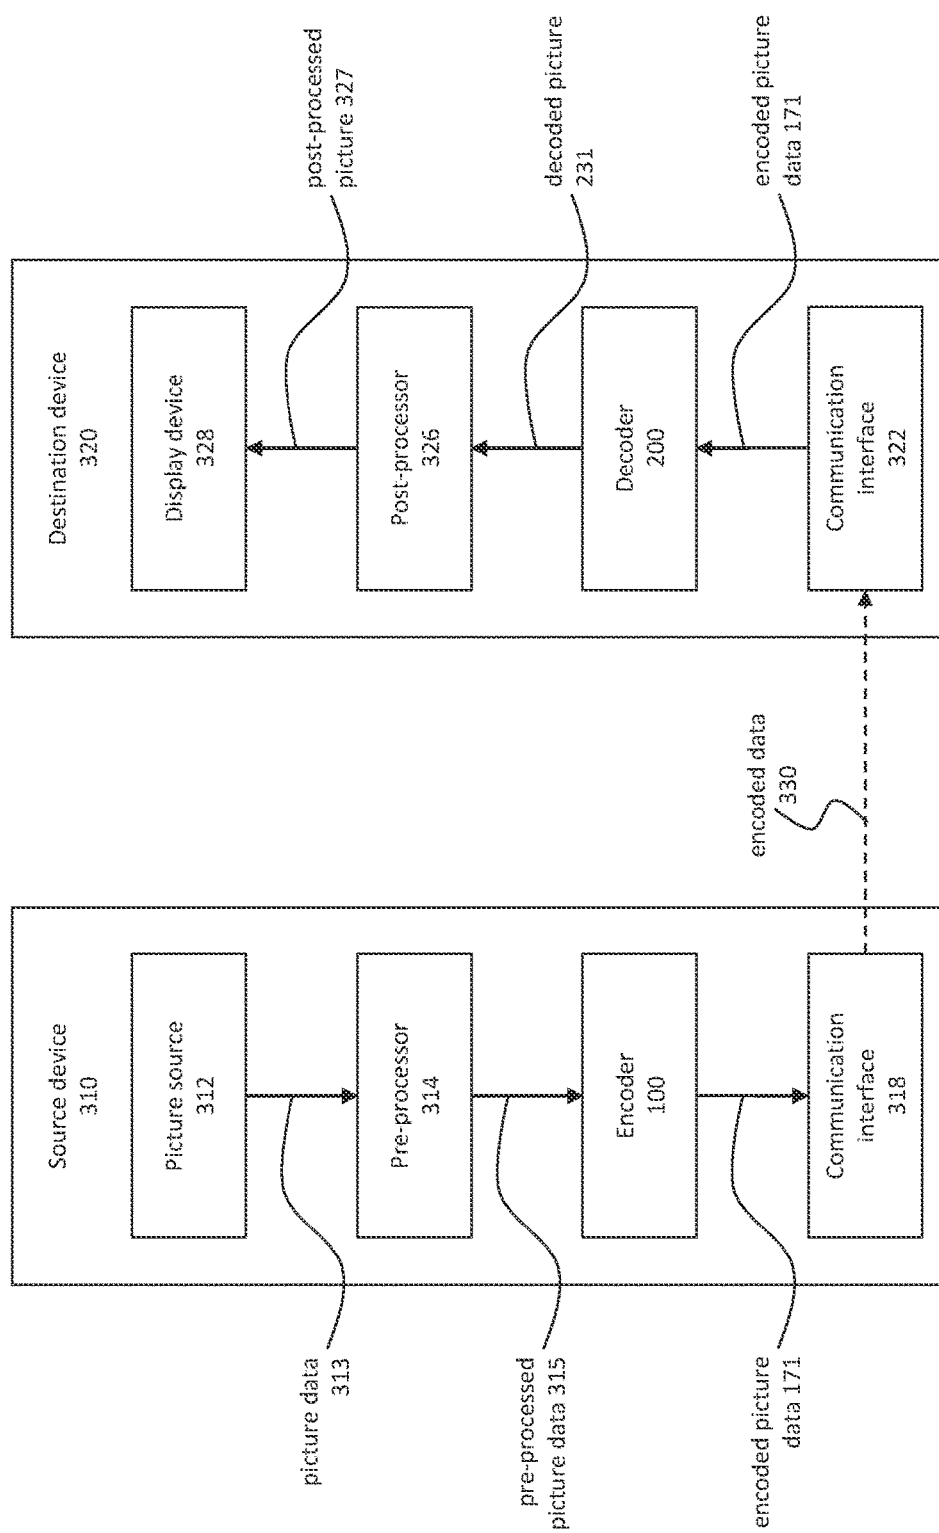 Source device
310
Picture source
312
picture data
313
Pre-processor
314
pre-processed
picture data 315
Encoder
100
encoded picture
data 171
Communication
interface
318
encoded data
330
Destination device
320
Display device
328
post-processed
picture 327
Post-processor
326
decoded picture
231
Decoder
200
encoded picture
data 171
Communication
interface
322